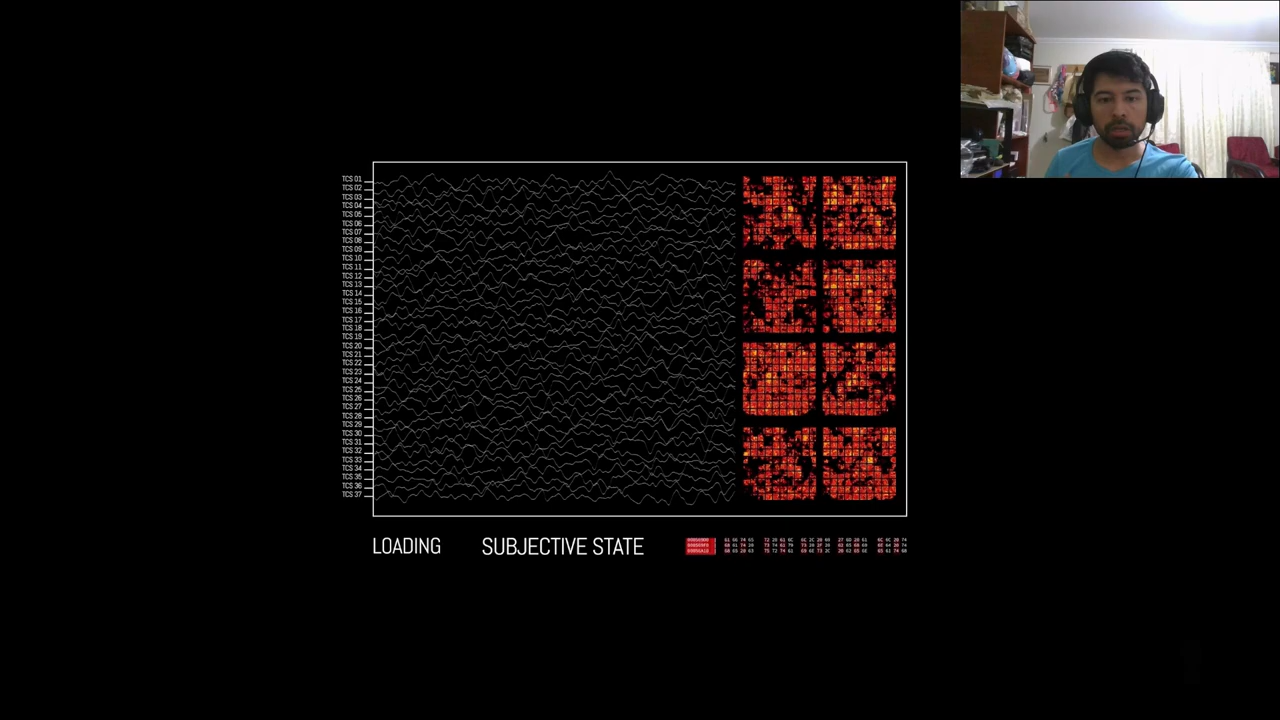 TCS 01
TCS 02
TCS 03
TCS 04
TCS 05
TCS 06
TCS 07
TCS 08
TCS 09
TCS 10
TCS 11
TCS 12
TCS 13
TCS 14
TCS 15
TCS 16
TCS 17
TCS 18
TCS 19
TCS 20
TCS 21
TCS 22
TCS 23
TCS 24
TCS 25
TCS 26
TCS 27
TCS 28
TCS 29
TCS 30
TCS 31
TCS 32
TCS 33
TCS 34
TCS 35
TCS 36
TCS 37
LOADING SUBJECTIVE STATE